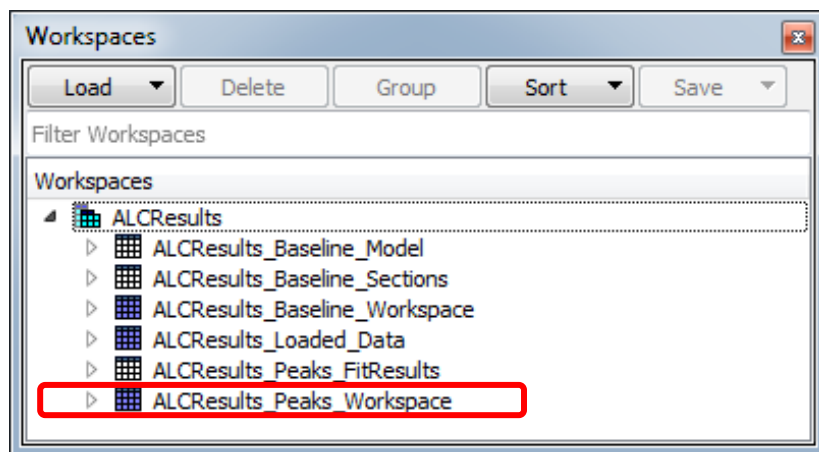 Workspaces
Load Delete Group Sort Save
Filter Workspaces
Workspaces
ALCResults
ALCResults_Baseline_Model
ALCResults_Baseline_Sections
ALCResults_Baseline_Workspace
ALCResults_Loaded_Data
ALCResults_Peaks_FitResults
ALCResults_Peaks_Workspace